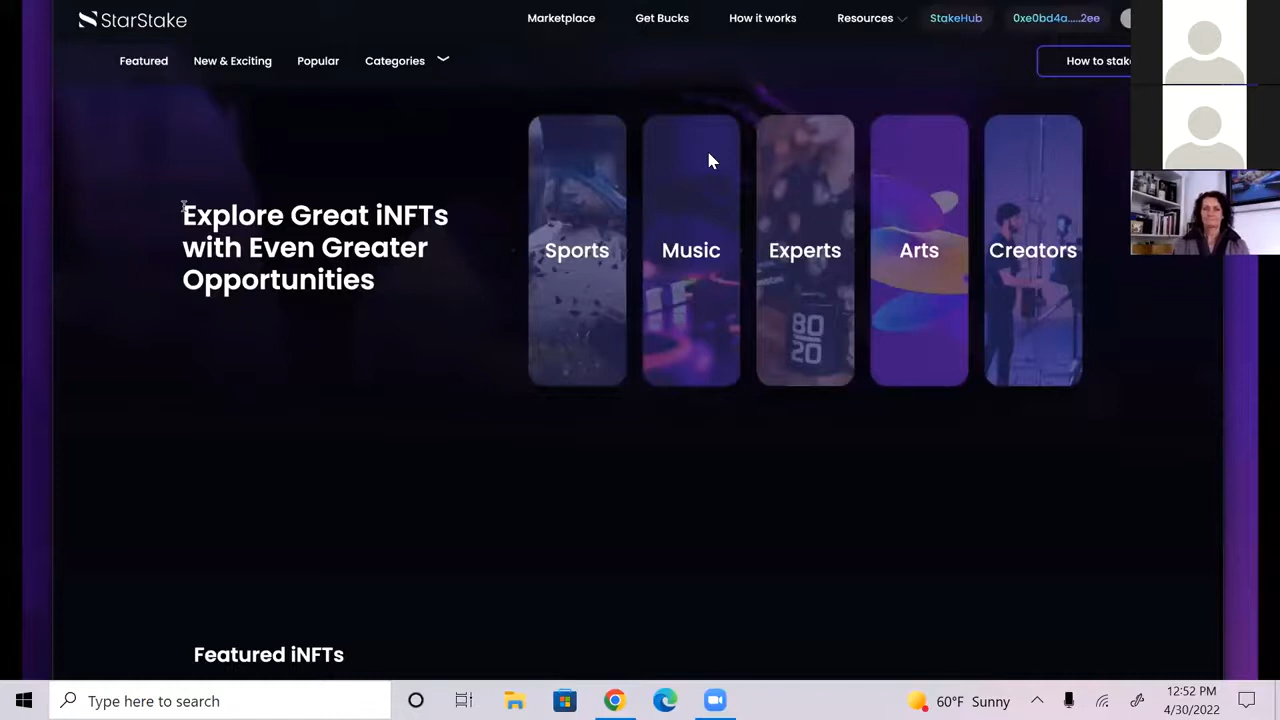 StarStake
Marketplace
Get Bucks
How it works
Resources
StakeHub
0xe0bd4a.....2ee
Featured
New & Exciting
Popular
Categories
How to stake
Explore Great iNFTs
with Even Greater
Opportunities
Sports
Music
Experts
80
20
Arts
Creators
Featured iNFTs
Type here to search
60°F Sunny
12:52 PM
4/30/2022